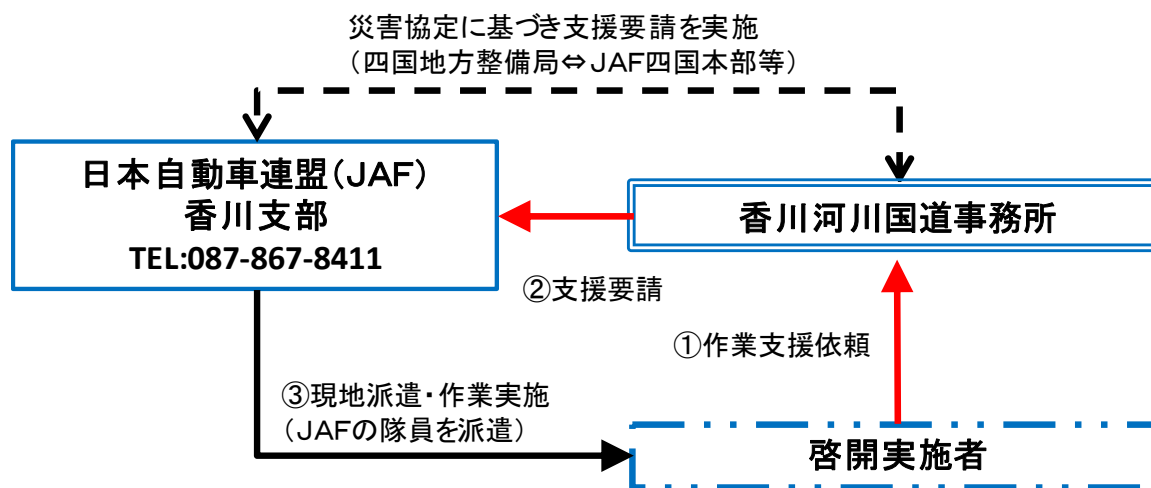 災害協定に基づき支援要請を実施
（四国地方整備局⇔JAF四国本部等）
日本自動車連盟（JAF）
香川支部
TEL:087-867-8411
香川河川国道事務所
②支援要請
①作業支援依頼
③現地派遣・作業実施
（JAFの隊員を派遣）
啓開実施者